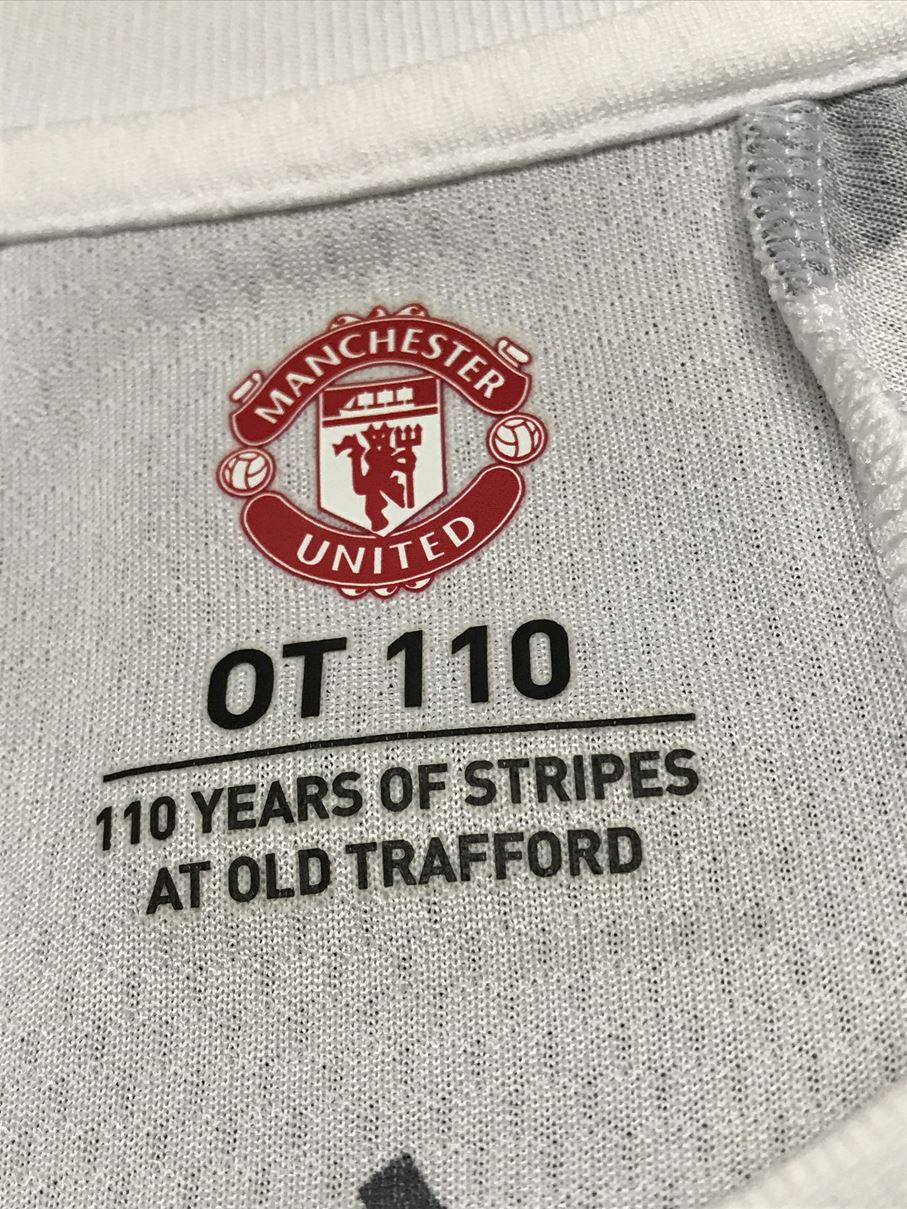 MANCHESTER
UNITED
OT 110
110 YEARS OF STRIPES
AT OLD TRAFFORD